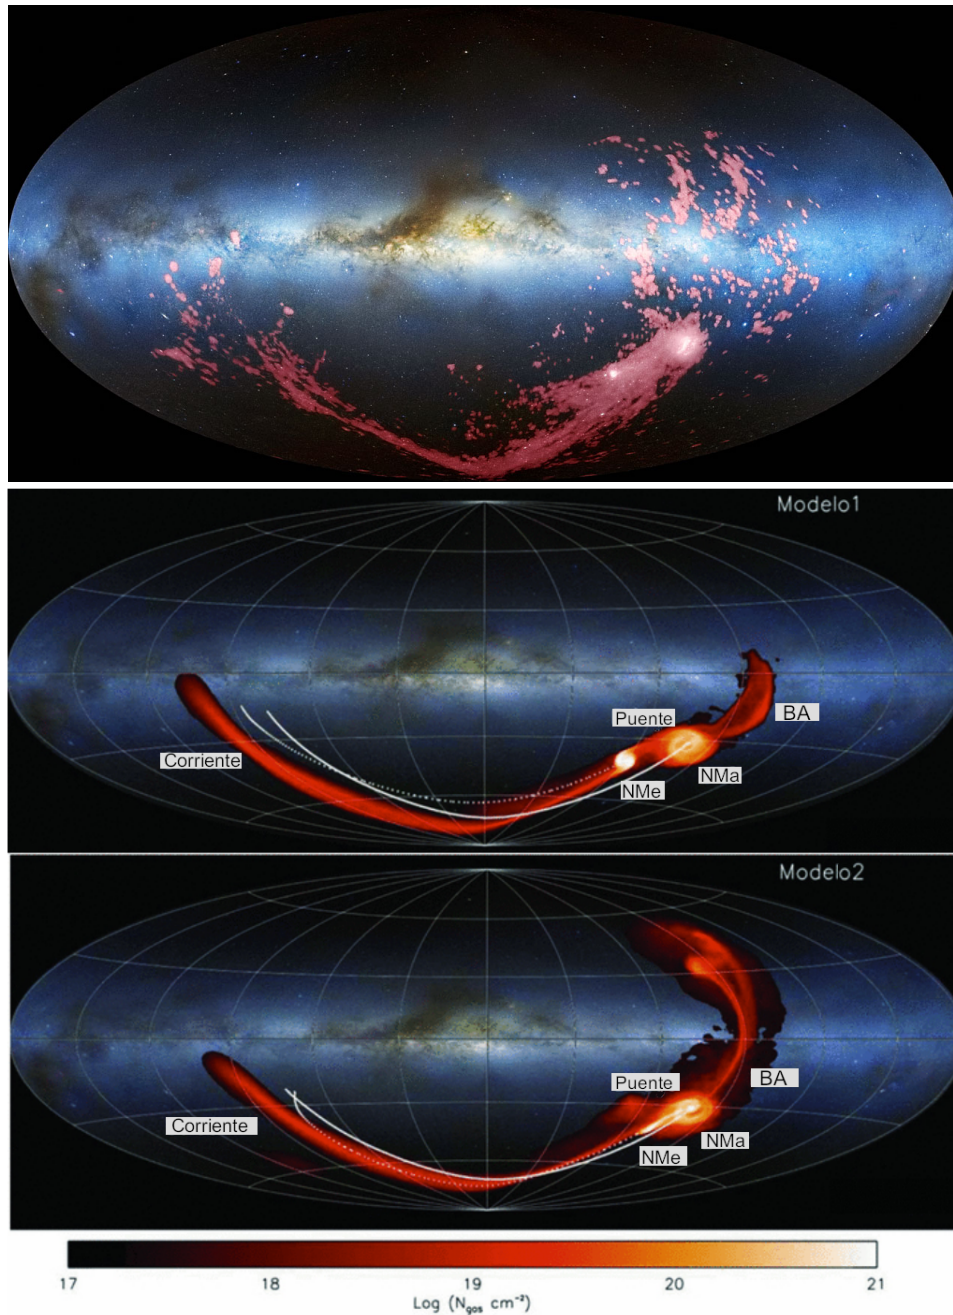 Modelo1
BA
Puente
Corriente
NMe
NMa
Modelo2
BA
Puente
Corriente
NMa
NMe
17
18
19
20
21
Log (Ngas cm⁻²)